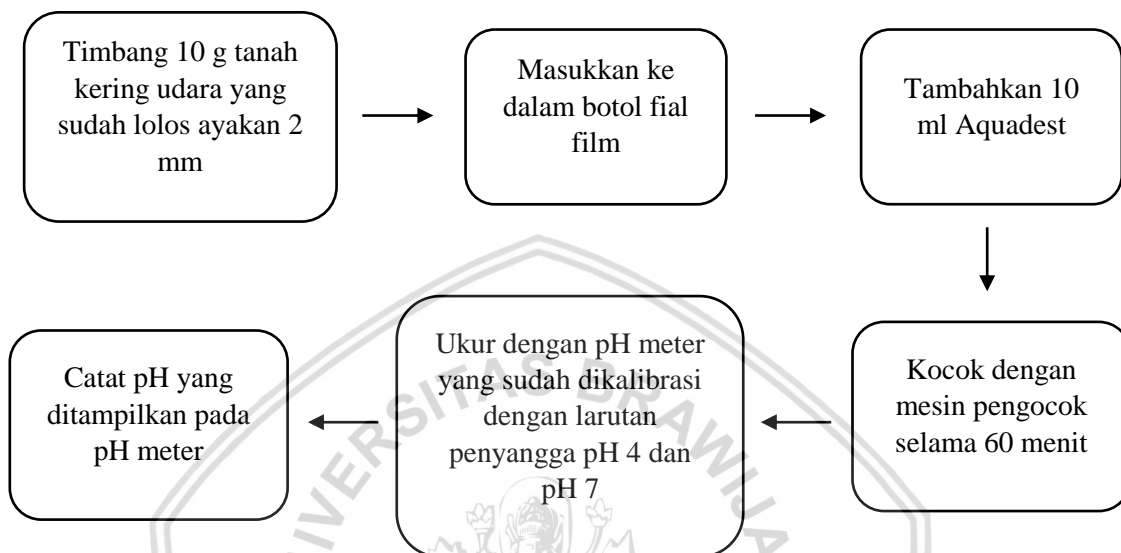 Timbang 10 g tanah
kering udara yang
sudah lolos ayakan 2
mm
Masukkan ke
dalam botol fial
film
Tambahkan 10
ml Aquadest
Kocok dengan
mesin pengocok
selama 60 menit
Ukur dengan pH meter
yang sudah dikalibrasi
dengan larutan
penyangga pH 4 dan
pH 7
Catat pH yang
ditampilkan pada
pH meter
IVERSITAS BRAWIJA